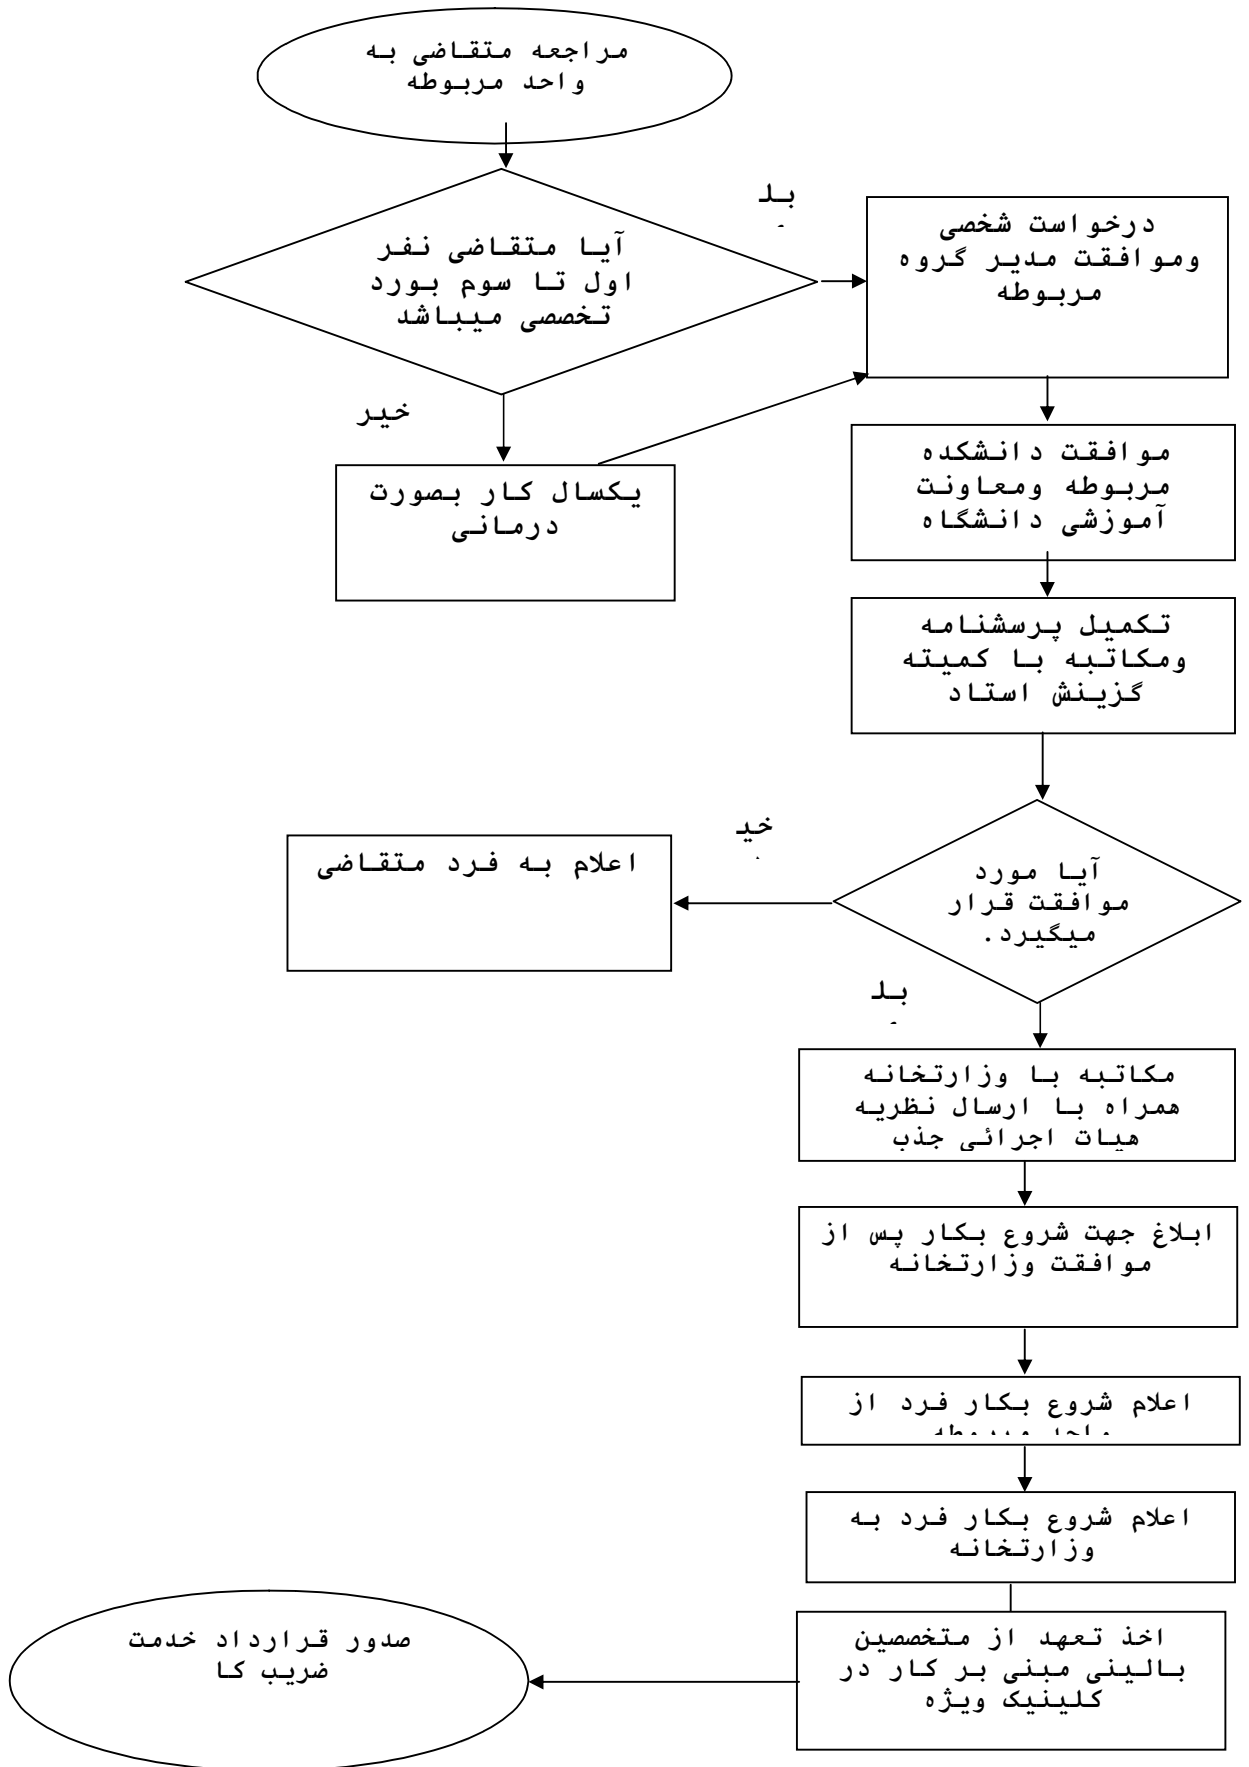 مراجعه متقاضی به
واحد مربوطه
آیا متقاضی نفر
اول تا سوم بورد
تخصصی میباشد
درخواست شخصی
وموافقت مدیر گروه
مربوطه
خیر
یکسال کار بصورت
درمانی
موافقت دانشکده
مربوطه ومعاونت
آموزشی دانشگاه
تکمیل پرسشنامه
ومکاتبه با کمیته
گزینش استاد
آیا مورد
موافقت قرار
میگیرد.
اعلام به فرد متقاضی
مکاتبه با وزارتخانه
همراه با ارسال نظریه
هیات اجرائی جذب
ابلاغ جهت شروع بکار پس از
موافقت وزارتخانه
اعلام شروع بکار فرد از
واحد مربوطه
اعلام شروع بکار فرد به
وزارتخانه
اخذ تعهد از متخصصین
بالینی مبنی بر کار در
کلینیک ویژه
صدور قرارداد خدمت
ضریب کا